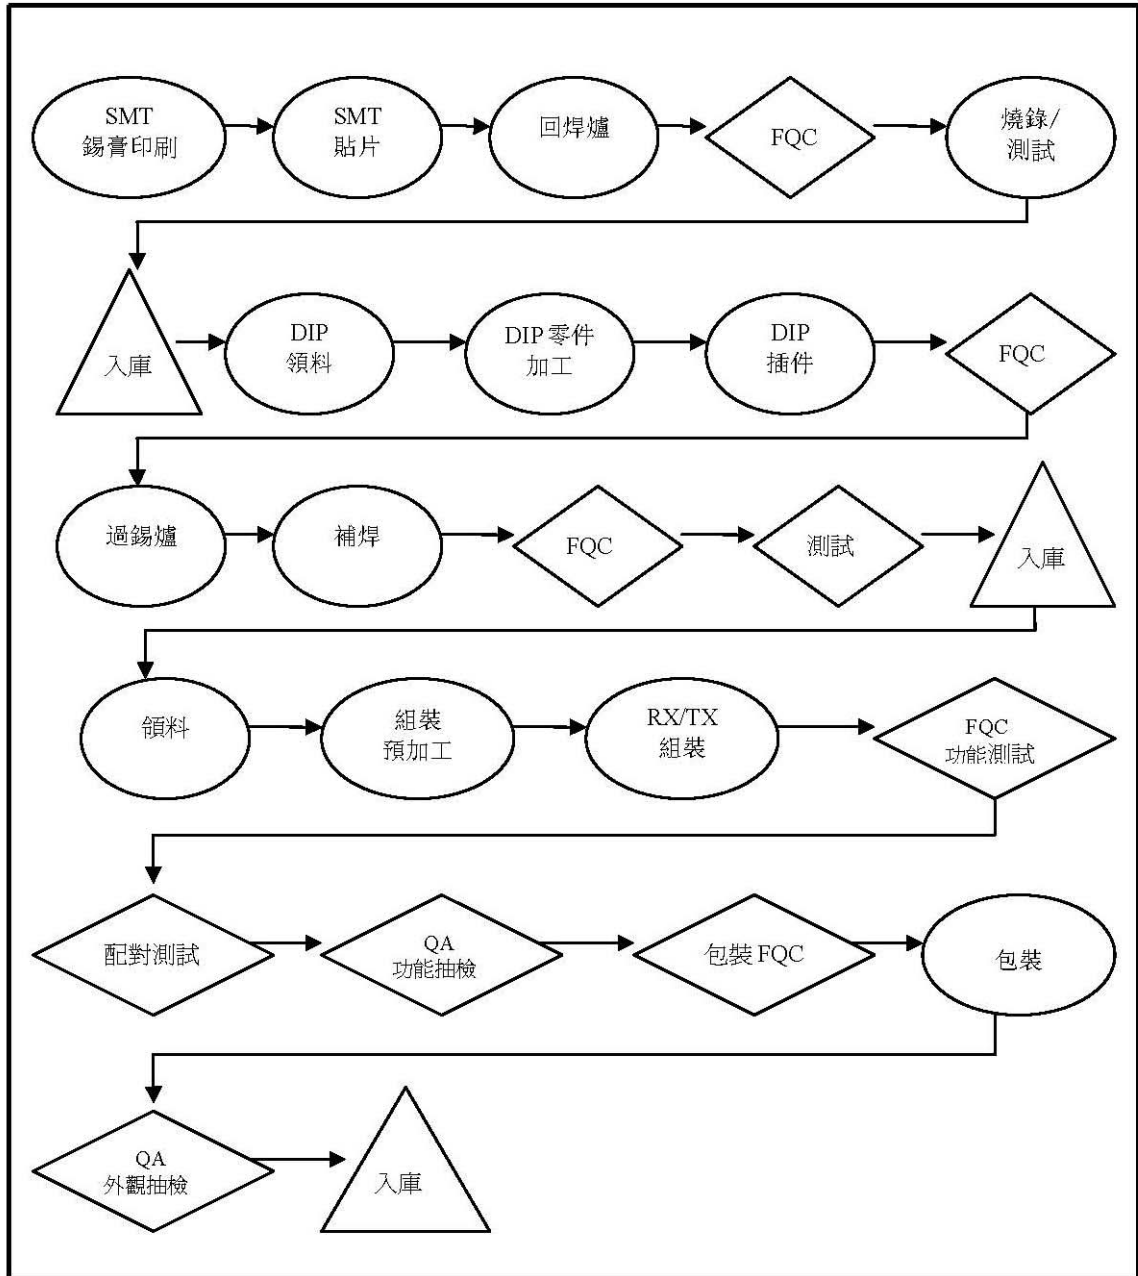 SMT
錫膏印刷
SMT
貼片
回焊爐
FQC
燒錄/
測試
入庫
DIP
領料
DIP 零件
加工
DIP
插件
FQC
過錫爐
補焊
FQC
測試
入庫
領料
組裝
預加工
RX/TX
組裝
FQC
功能測試
配對測試
QA
功能抽檢
包裝 FQC
包裝
QA
外觀抽檢
入庫